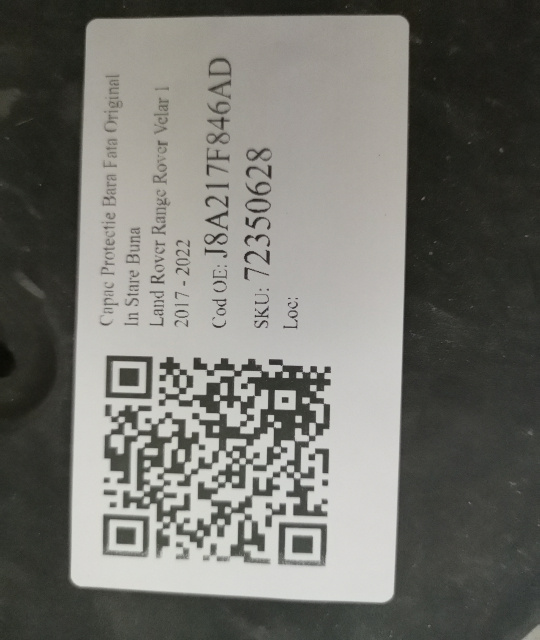 Capac Protectie Bara Fata Original
In Stare Buna
Land Rover Range Rover Velar 1
2017 - 2022
Cod OE: J8A217F846AD
SKU: 72350628
Loc: